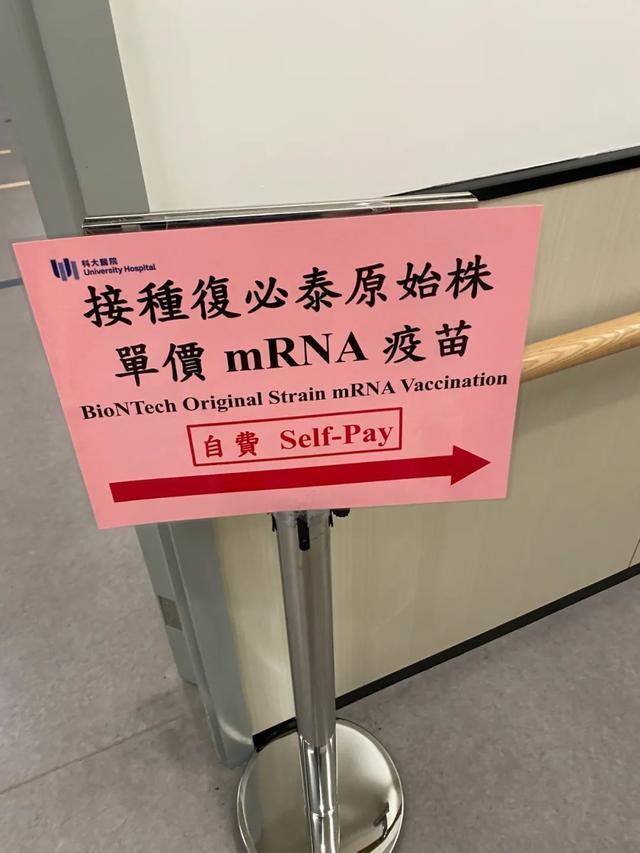 科大醫院
University Hospital
接種復必泰原始株
單價 mRNA 疫苗
BioNTech Original Strain mRNA Vaccination
自費 Self-Pay